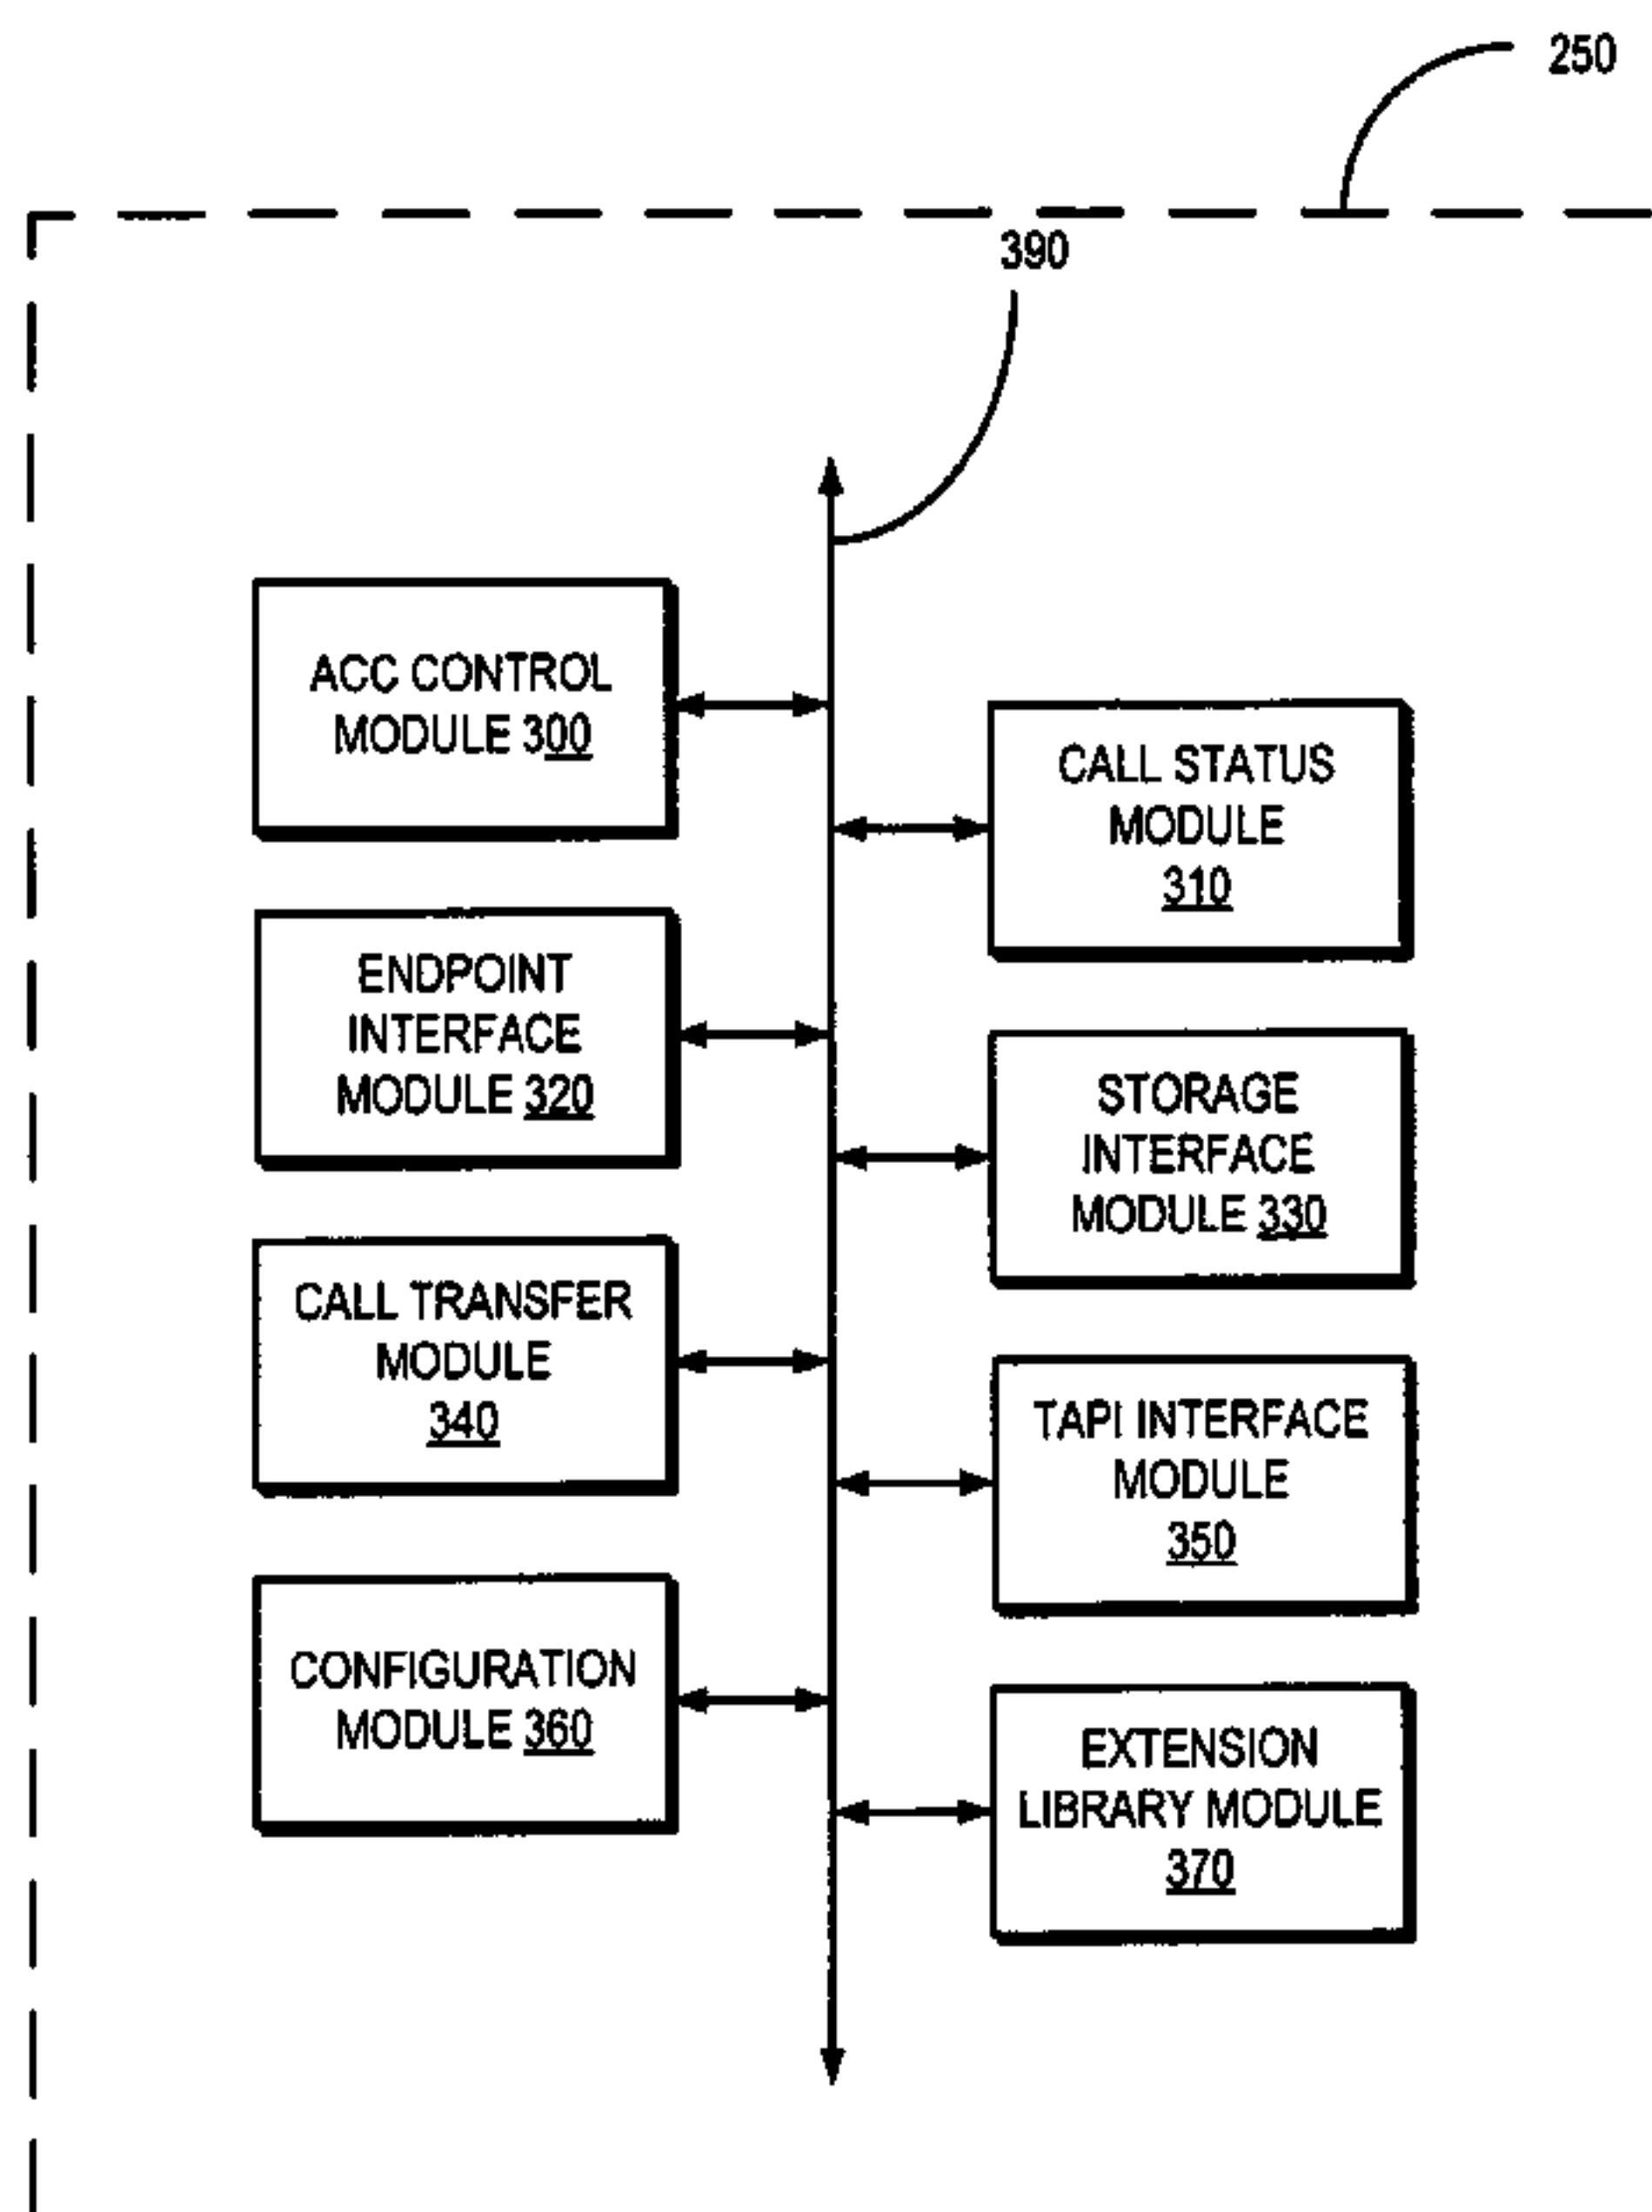 250
390
ACC CONTROL
MODULE 300
CALL STATUS
MODULE
310
ENDPOINT
INTERFACE
MODULE 320
STORAGE
INTERFACE
MODULE 330
CALL TRANSFER
MODULE
340
TAPI INTERFACE
MODULE
350
CONFIGURATION
MODULE 360
EXTENSION
LIBRARY MODULE
370